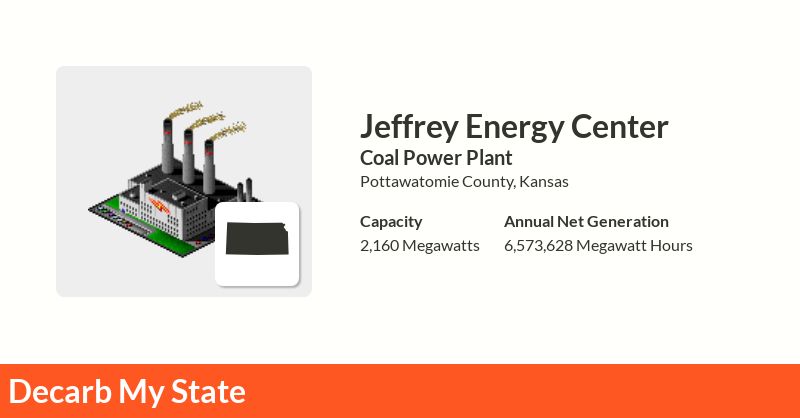 Jeffrey Energy Center
Coal Power Plant
Pottawatomie County, Kansas
Capacity
Annual Net Generation
2,160 Megawatts
6,573,628 Megawatt Hours
Decarb My State